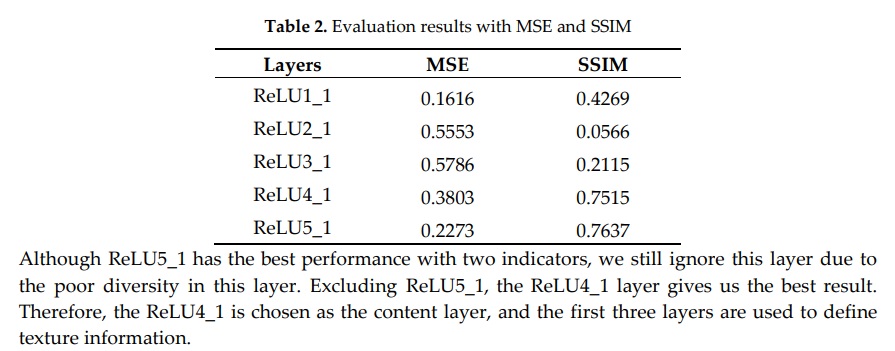 Table 2. Evaluation results with MSE and SSIM
Layers MSE SSIM
ReLU1_1 0.1616 0.4269
ReLU2_1 0.5553 0.0566
ReLU3_1 0.5786 0.2115
ReLU4_1 0.3803 0.7515
ReLU5_1 0.2273 0.7637
Although ReLU5_1 has the best performance with two indicators, we still ignore this layer due to
the poor diversity in this layer. Excluding ReLU5_1, the ReLU4_1 layer gives us the best result.
Therefore, the ReLU4_1 is chosen as the content layer, and the first three layers are used to define
texture information.